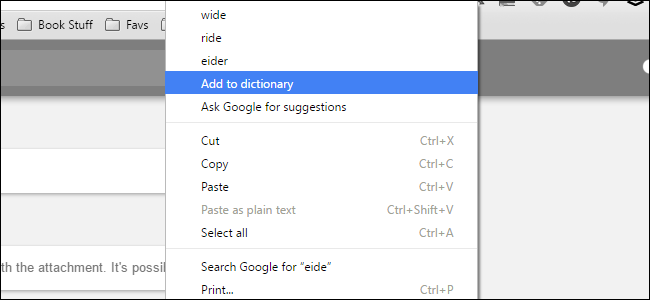 wide
s Book Stuff Favs
ride
eider
Add to dictionary
Ask Google for suggestions
Cut Ctrl+X
Copy Ctrl+C
Paste Ctrl+V
Paste as plain text Ctrl+Shift+V
Select all Ctrl+A
th the attachment. It's possil
Search Google for “eide”
Print... Ctrl+P